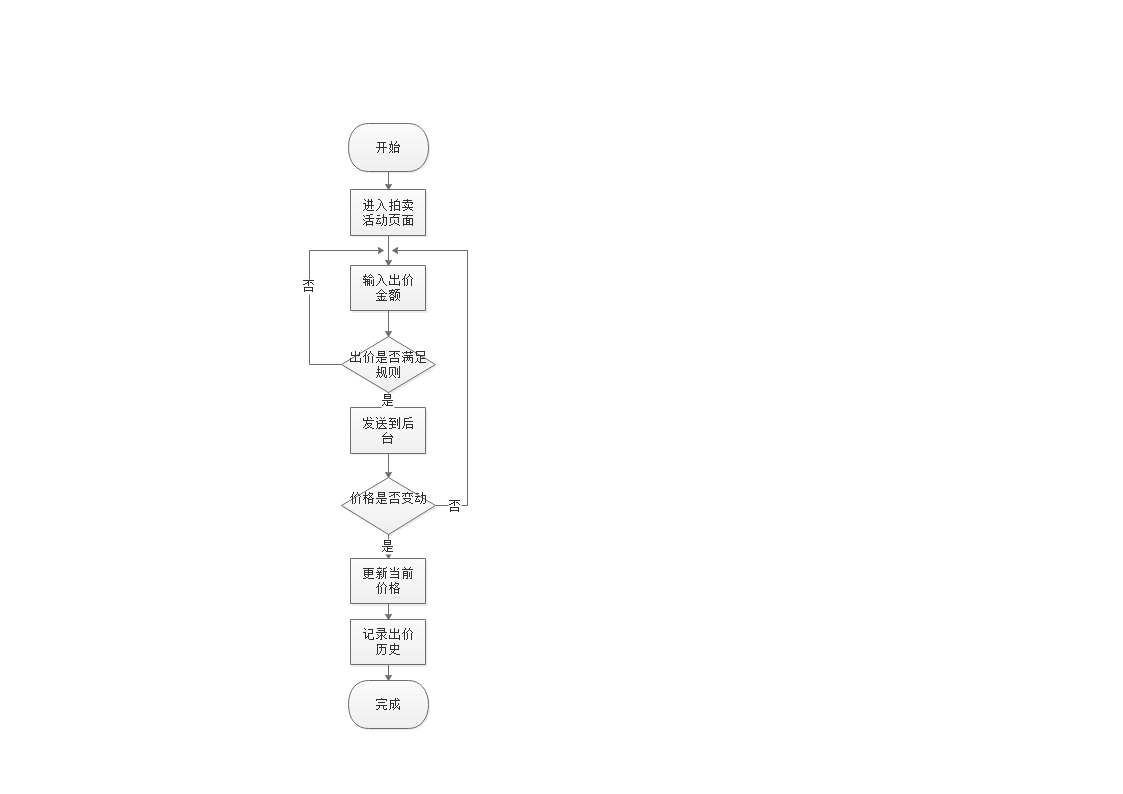 开始
进入拍卖
活动页面
否
输入出价
金额
出价是否满足
规则
是
发送到后
台
价格是否变动
否
是
更新当前
价格
记录出价
历史
完成